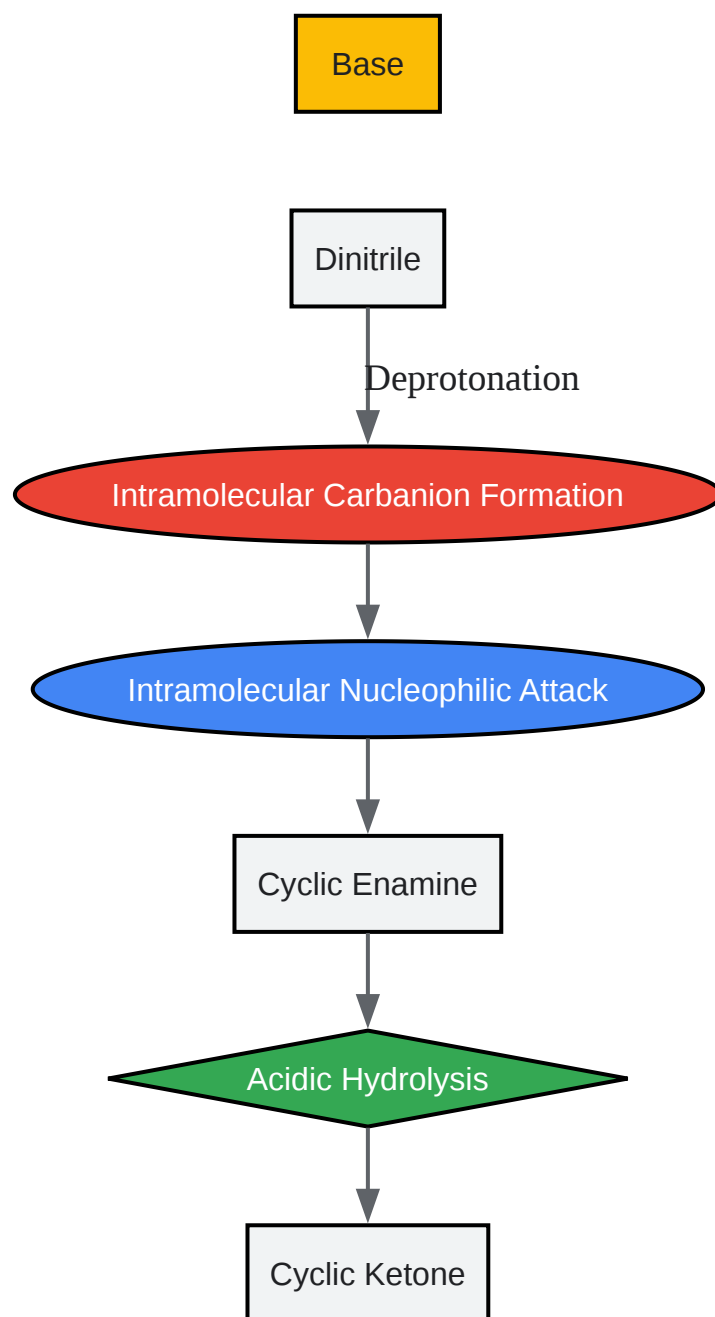 Base
Dinitrile
Deprotonation
Intramolecular Carbanion Formation
Intramolecular Nucleophilic Attack
Cyclic Enamine
Acidic Hydrolysis
Cyclic Ketone